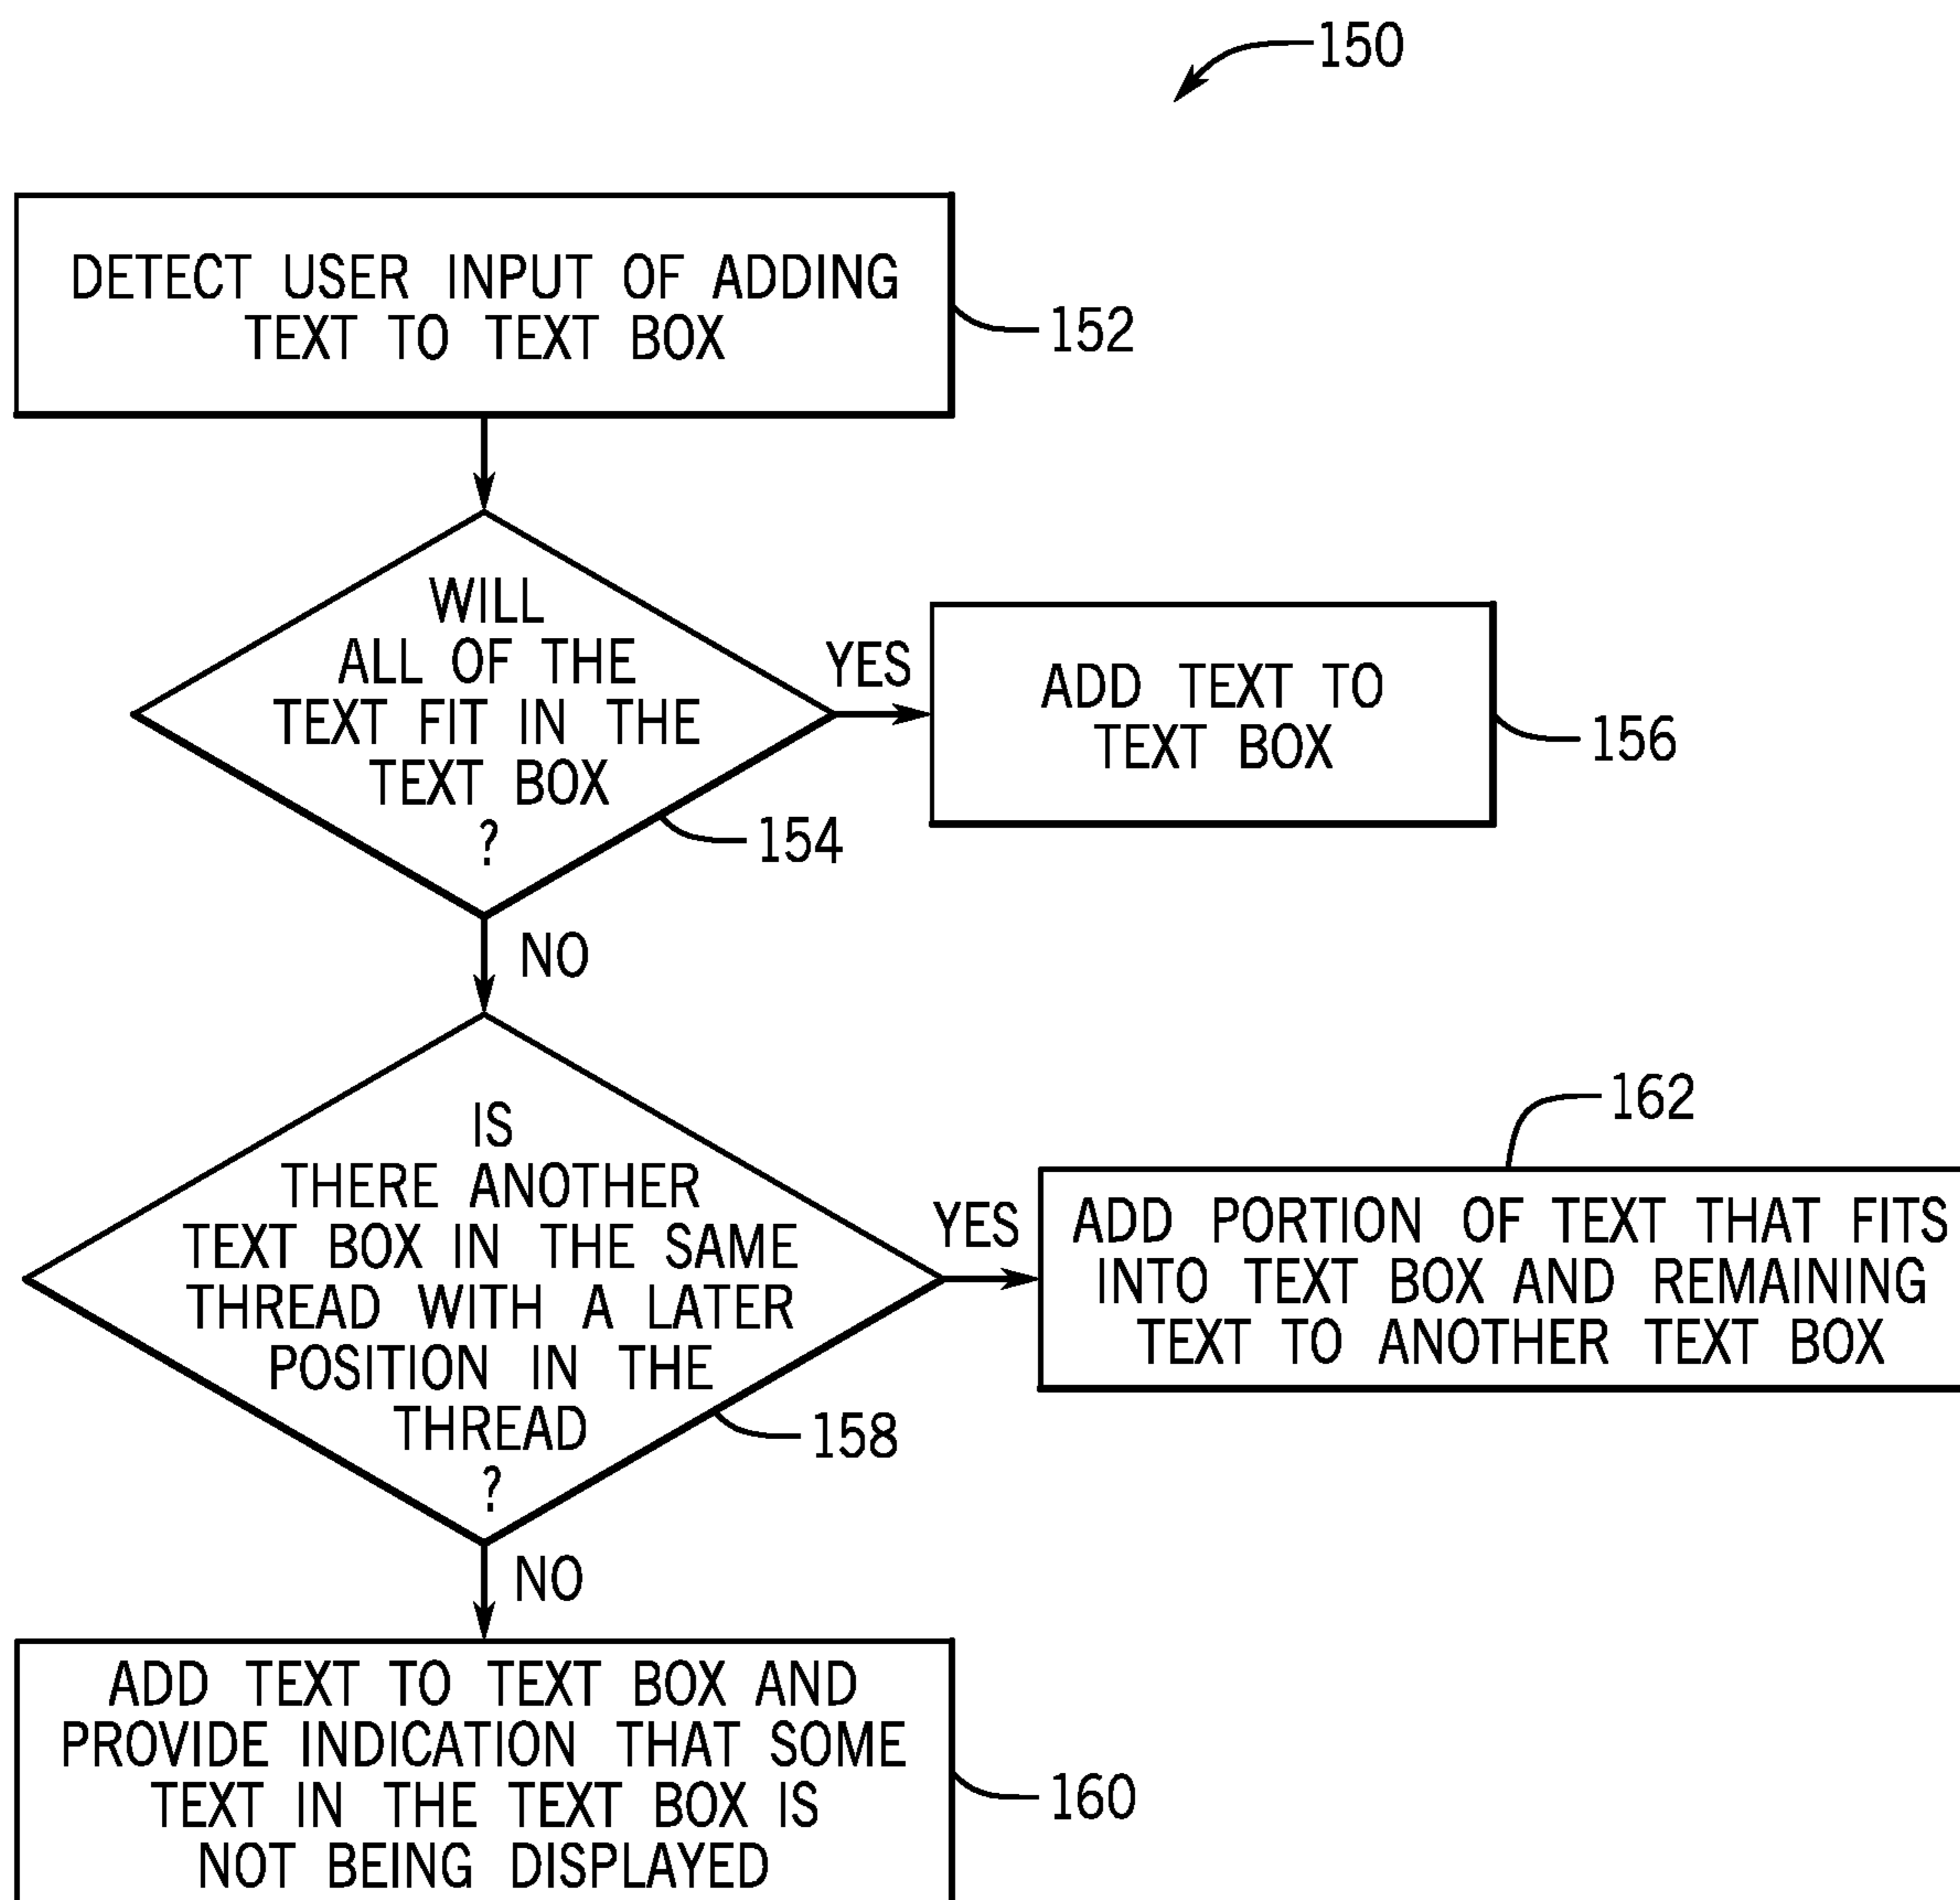 150
DETECT USER INPUT OF ADDING
TEXT TO TEXT BOX
152
WILL
ALL OF THE
TEXT FIT IN THE
TEXT BOX
?
154
YES
ADD TEXT TO
TEXT BOX
156
NO
IS
THERE ANOTHER
TEXT BOX IN THE SAME
THREAD WITH A LATER
POSITION IN THE
THREAD
?
158
YES
162
ADD PORTION OF TEXT THAT FITS
INTO TEXT BOX AND REMAINING
TEXT TO ANOTHER TEXT BOX
NO
ADD TEXT TO TEXT BOX AND
PROVIDE INDICATION THAT SOME
TEXT IN THE TEXT BOX IS
NOT BEING DISPLAYED
160